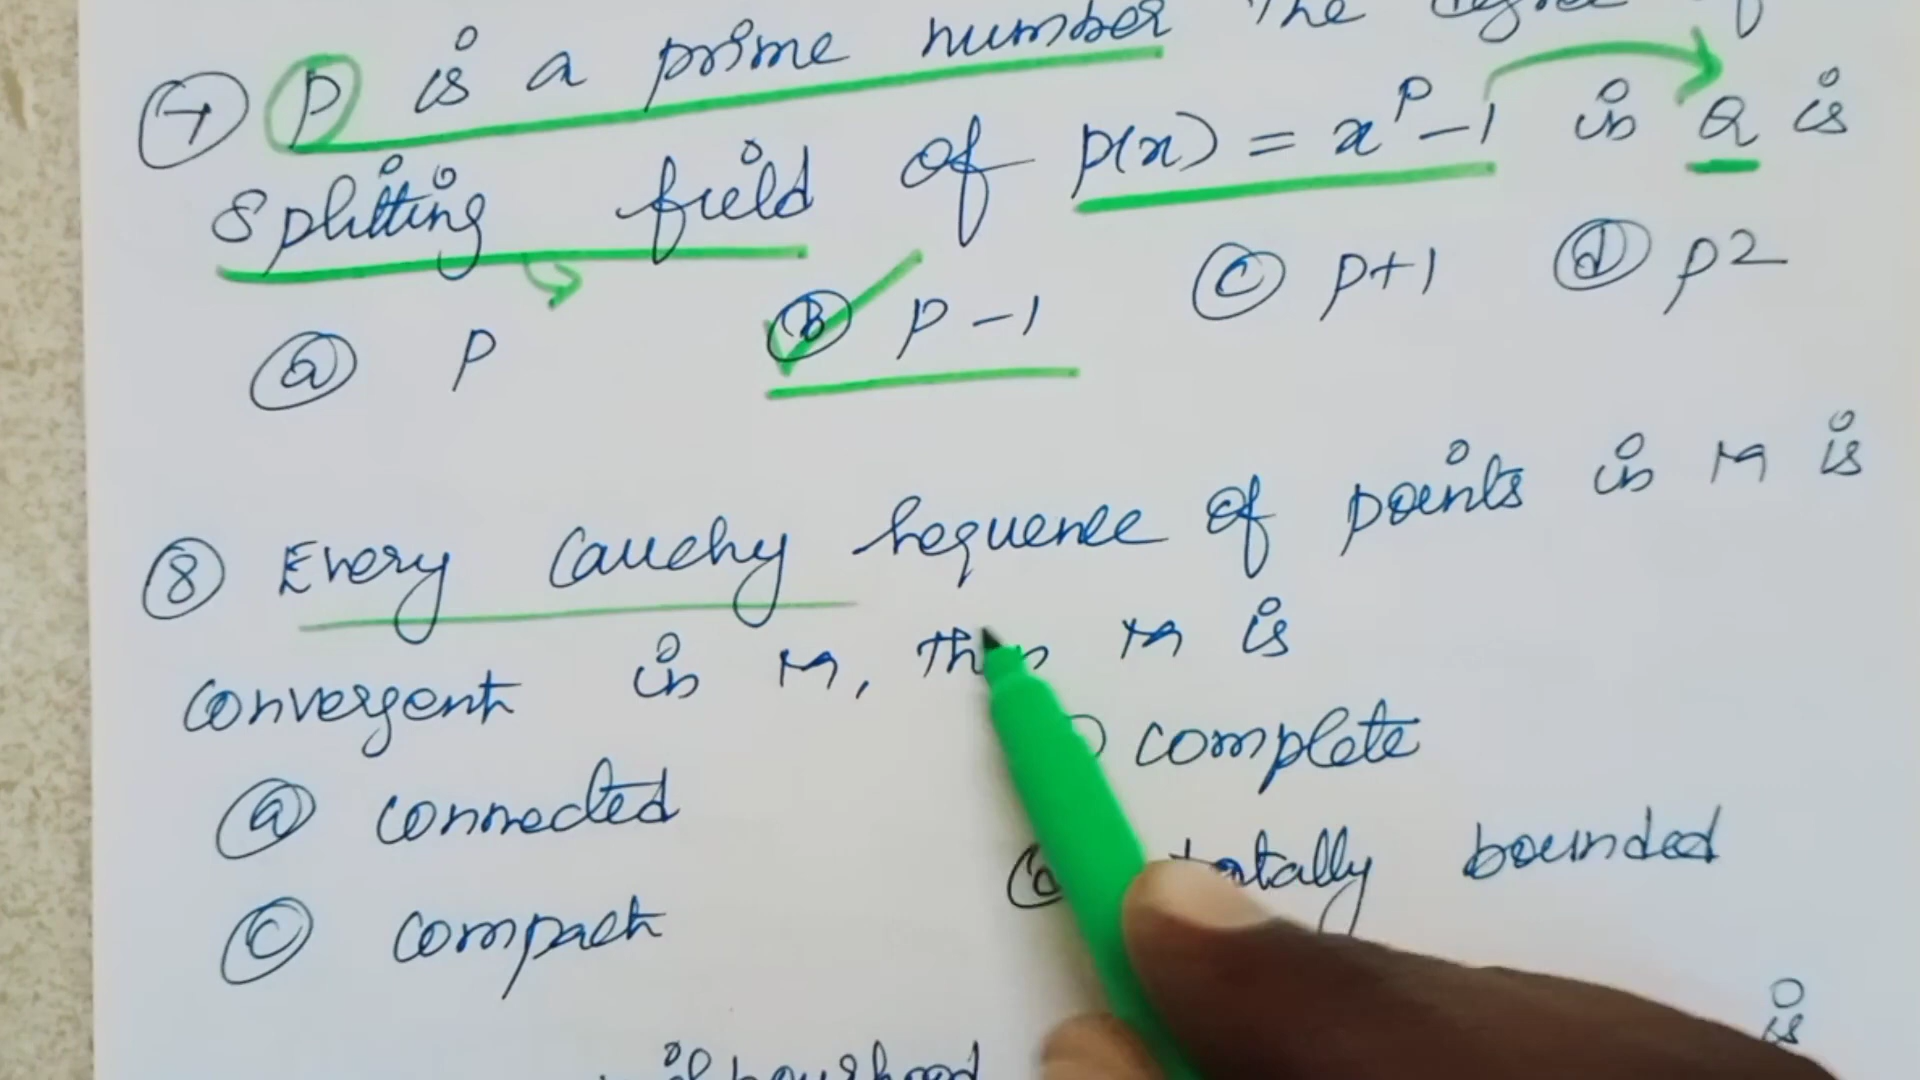 ⑦ P is a prime number The degree of
splitting field of p(x) = x^p - 1 in Q is
ⓐ P ⓑ P - 1 ⓒ P+1 ⓓ P2
⑧ Every Cauchy sequence of points in M is
convergent in M, then M is
ⓐ connected complete
ⓒ compact totally bounded
is